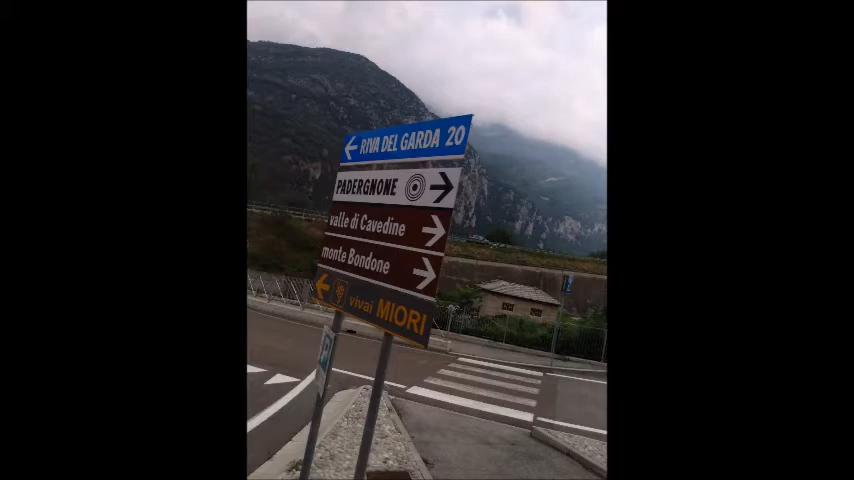 RIVA DEL GARDA 20
PADERGNONE
valle di Cavedine
monte Bondone
vivai MIORI
P